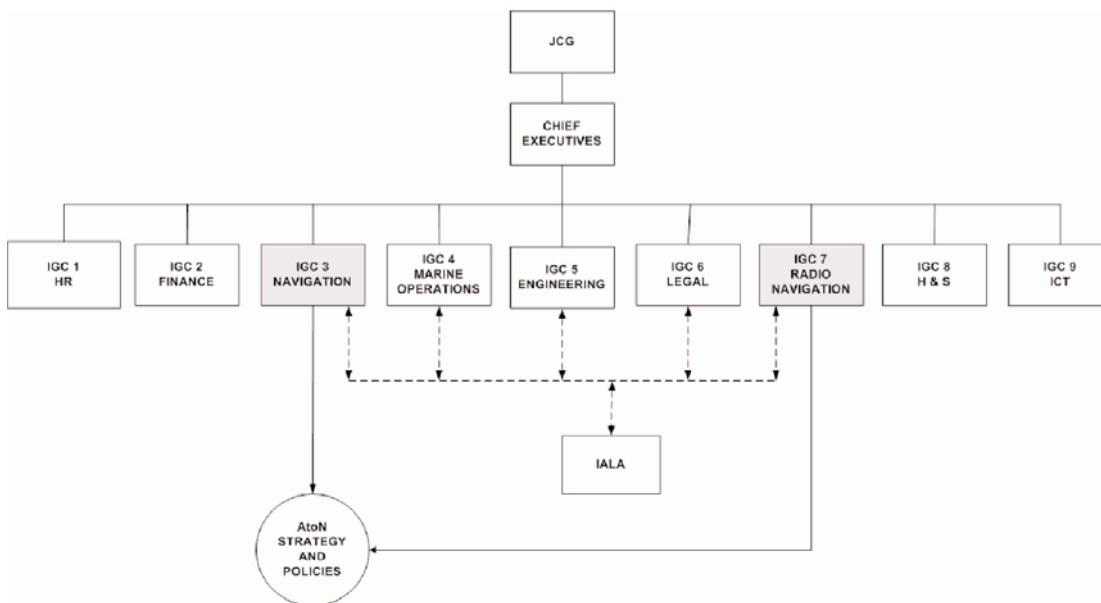 JCG
CHIEF
EXECUTIVES
IGC 1
HR
IGC 2
FINANCE
IGC 3
NAVIGATION
IGC 4
MARINE
OPERATIONS
IGC 5
ENGINEERING
IGC 6
LEGAL
IGC 7
RADIO
NAVIGATION
IGC 8
H & S
IGC 9
ICT
IALA
AtoN
STRATEGY
AND
POLICIES